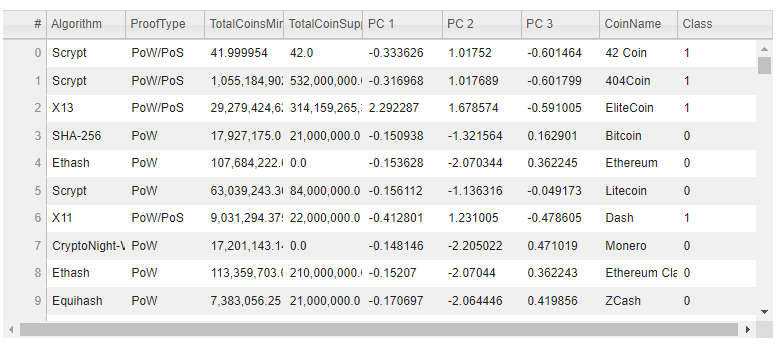 # Algorithm ProofType TotalCoinsMin TotalCoinSupp PC 1 PC 2 PC 3 CoinName Class
0 Scrypt PoW/PoS 41.999954 42.0 -0.333626 1.01752 -0.601464 42 Coin 1
1 Scrypt PoW/PoS 1,055,184,902 532,000,000.0 -0.316968 1.017689 -0.601799 404Coin 1
2 X13 PoW/PoS 29,279,424,62 314,159,265, 2.292287 1.678574 -0.591005 EliteCoin 1
3 SHA-256 PoW 17,927,175.0 21,000,000.0 -0.150938 -1.321564 0.162901 Bitcoin 0
4 Ethash PoW 107,684,222.6 0.0 -0.153628 -2.070344 0.362245 Ethereum 0
5 Scrypt PoW 63,039,243.30 84,000,000.0 -0.156112 -1.136316 -0.049173 Litecoin 0
6 X11 PoW/PoS 9,031,294.375 22,000,000.0 -0.412801 1.231005 -0.478605 Dash 1
7 CryptoNight-V PoW 17,201,143.14 0.0 -0.148146 -2.205022 0.471019 Monero 0
8 Ethash PoW 113,359,703.0 210,000,000.0 -0.15207 -2.07044 0.362243 Ethereum Cla 0
9 Equihash PoW 7,383,056.25 21,000,000.0 -0.170697 -2.064446 0.419856 ZCash 0